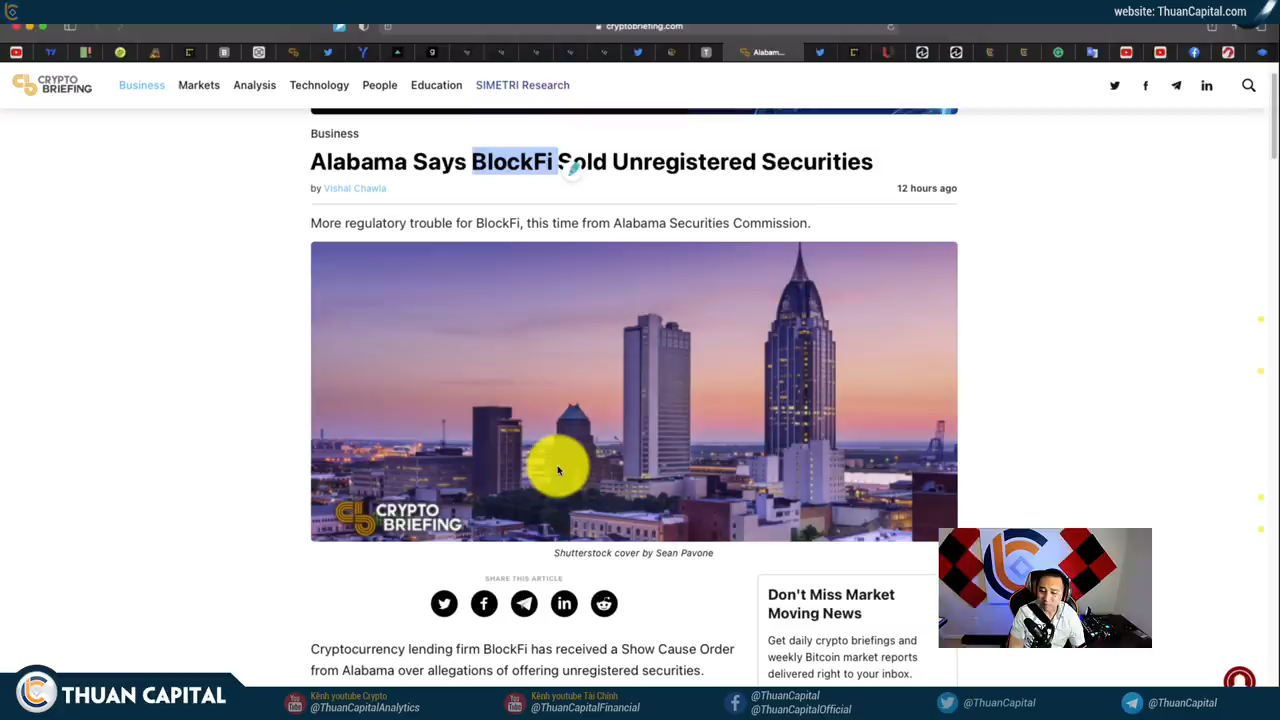 website: ThuanCapital.com
cryptobriefing.com
Alabam...
CRYPTO
BRIEFING
Business
Markets
Analysis
Technology
People
Education
SIMETRI Research
Business
Alabama Says BlockFi Sold Unregistered Securities
by Vishal Chawla
12 hours ago
More regulatory trouble for BlockFi, this time from Alabama Securities Commission.
CRYPTO
BRIEFING
Shutterstock cover by Sean Pavone
SHARE THIS ARTICLE
Don't Miss Market
Moving News
Get daily crypto briefings and
weekly Bitcoin market reports
delivered right to your inbox.
Cryptocurrency lending firm BlockFi has received a Show Cause Order
from Alabama over allegations of offering unregistered securities.
THUAN CAPITAL
Kênh youtube Crypto
@ThuanCapitalAnalytics
Kênh youtube Tài Chính
@ThuanCapitalFinancial
@ThuanCapital
@ThuanCapitalOfficial
@ThuanCapital
@ThuanCapital